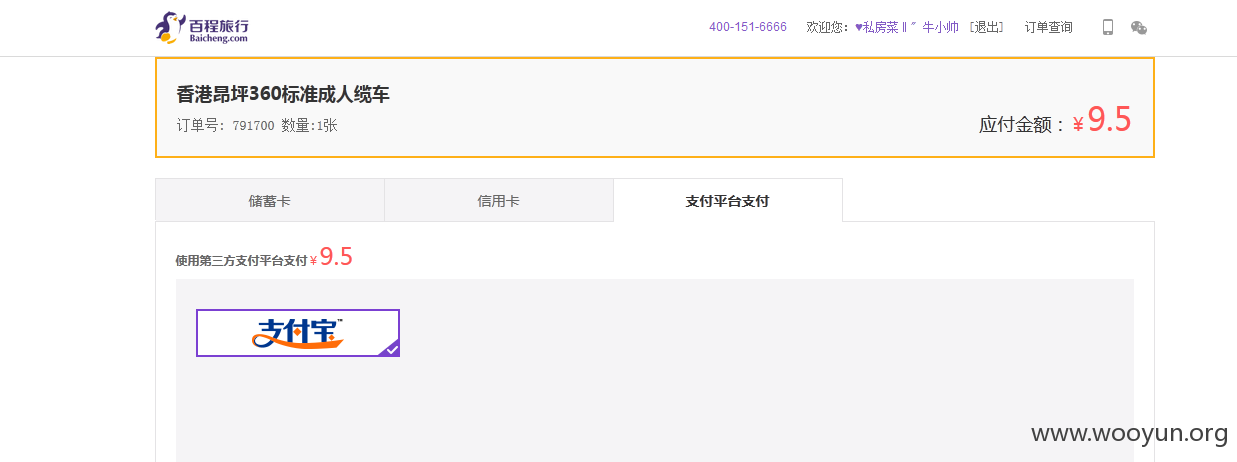 百程旅行
Baicheng.com
400-151-6666 欢迎您：♥私房菜‖〞牛小帅 [退出] 订单查询
香港昂坪360标准成人缆车
订单号：791700 数量:1张
应付金额：¥9.5
储蓄卡 信用卡 支付平台支付
使用第三方支付平台支付¥9.5
支付宝™
www.wooyun.org